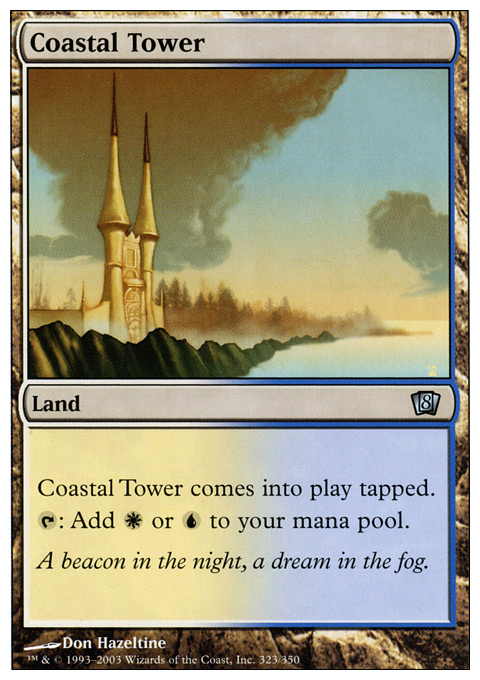 Coastal Tower
Land
8
Coastal Tower comes into play tapped.
: Add or to your mana pool.
A beacon in the night, a dream in the fog.
Don Hazeltine
™ & © 1993–2003 Wizards of the Coast, Inc. 323/350